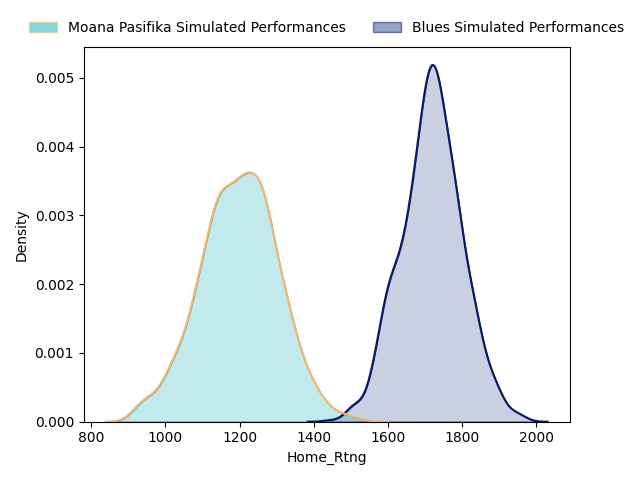 Moana Pasifika Simulated Performances
Blues Simulated Performances
0.005
0.004
0.003
0.002
0.001
0.000
Density
800 1000 1200 1400 1600 1800 2000
Home_Rtng